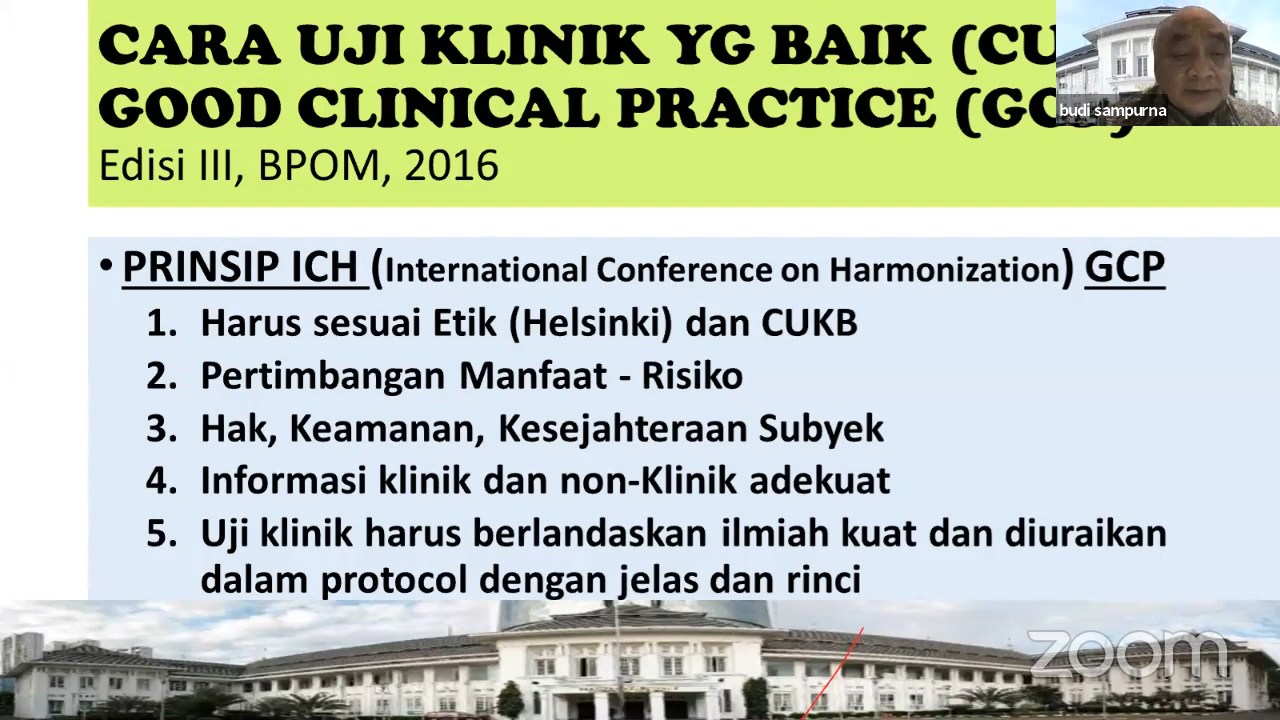 CARA UJI KLINIK YG BAIK
GOOD CLINICAL PRACTICE
Edisi III, BPOM, 2016
budi sampurna
• PRINSIP ICH (International Conference on Harmonization) GCP
1. Harus sesuai Etik (Helsinki) dan CUKB
2. Pertimbangan Manfaat - Risiko
3. Hak, Keamanan, Kesejahteraan Subyek
4. Informasi klinik dan non-Klinik adekuat
5. Uji klinik harus berlandaskan ilmiah kuat dan diuraikan
dalam protocol dengan jelas dan rinci
zoom